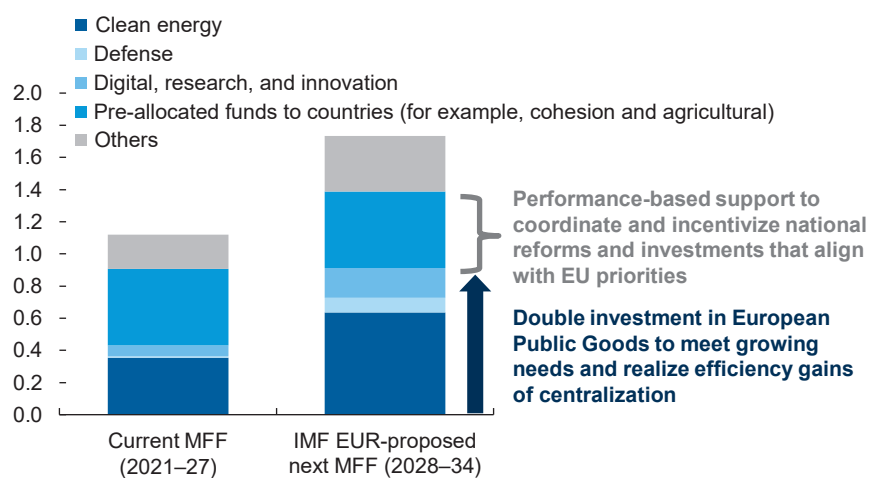 Clean energy
Defense
Digital, research, and innovation
Pre-allocated funds to countries (for example, cohesion and agricultural)
Others
2.0
1.8
1.6
1.4
1.2
1.0
0.8
0.6
0.4
0.2
0.0
Performance-based support to
coordinate and incentivize national
reforms and investments that align
with EU priorities
Double investment in European
Public Goods to meet growing
needs and realize efficiency gains
of centralization
Current MFF
(2021–27)
IMF EUR-proposed
next MFF (2028–34)